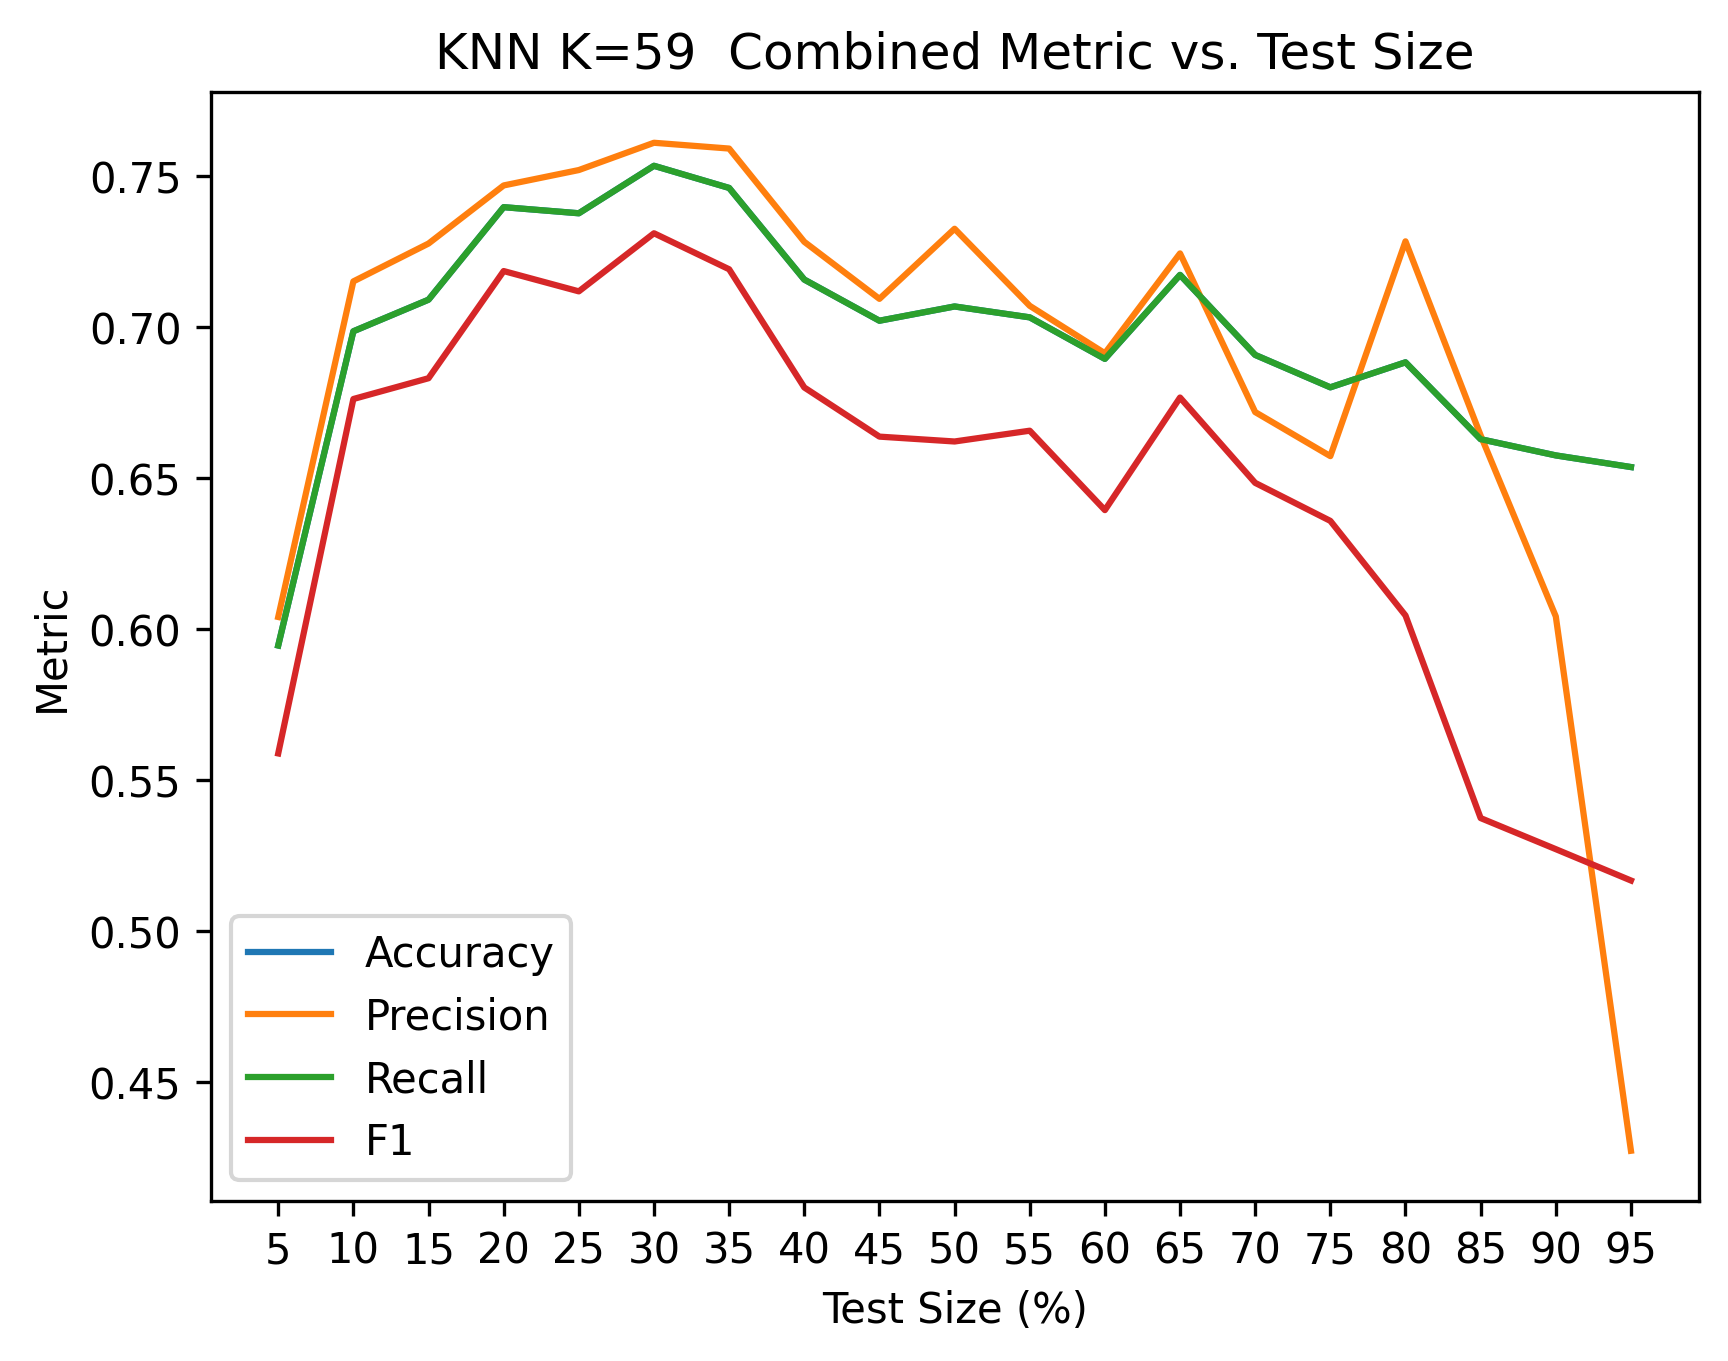 KNN K=59  Combined Metric vs. Test Size
Metric
0.75
0.70
0.65
0.60
0.55
0.50
0.45
Accuracy
Precision
Recall
F1
5 10 15 20 25 30 35 40 45 50 55 60 65 70 75 80 85 90 95
Test Size (%)